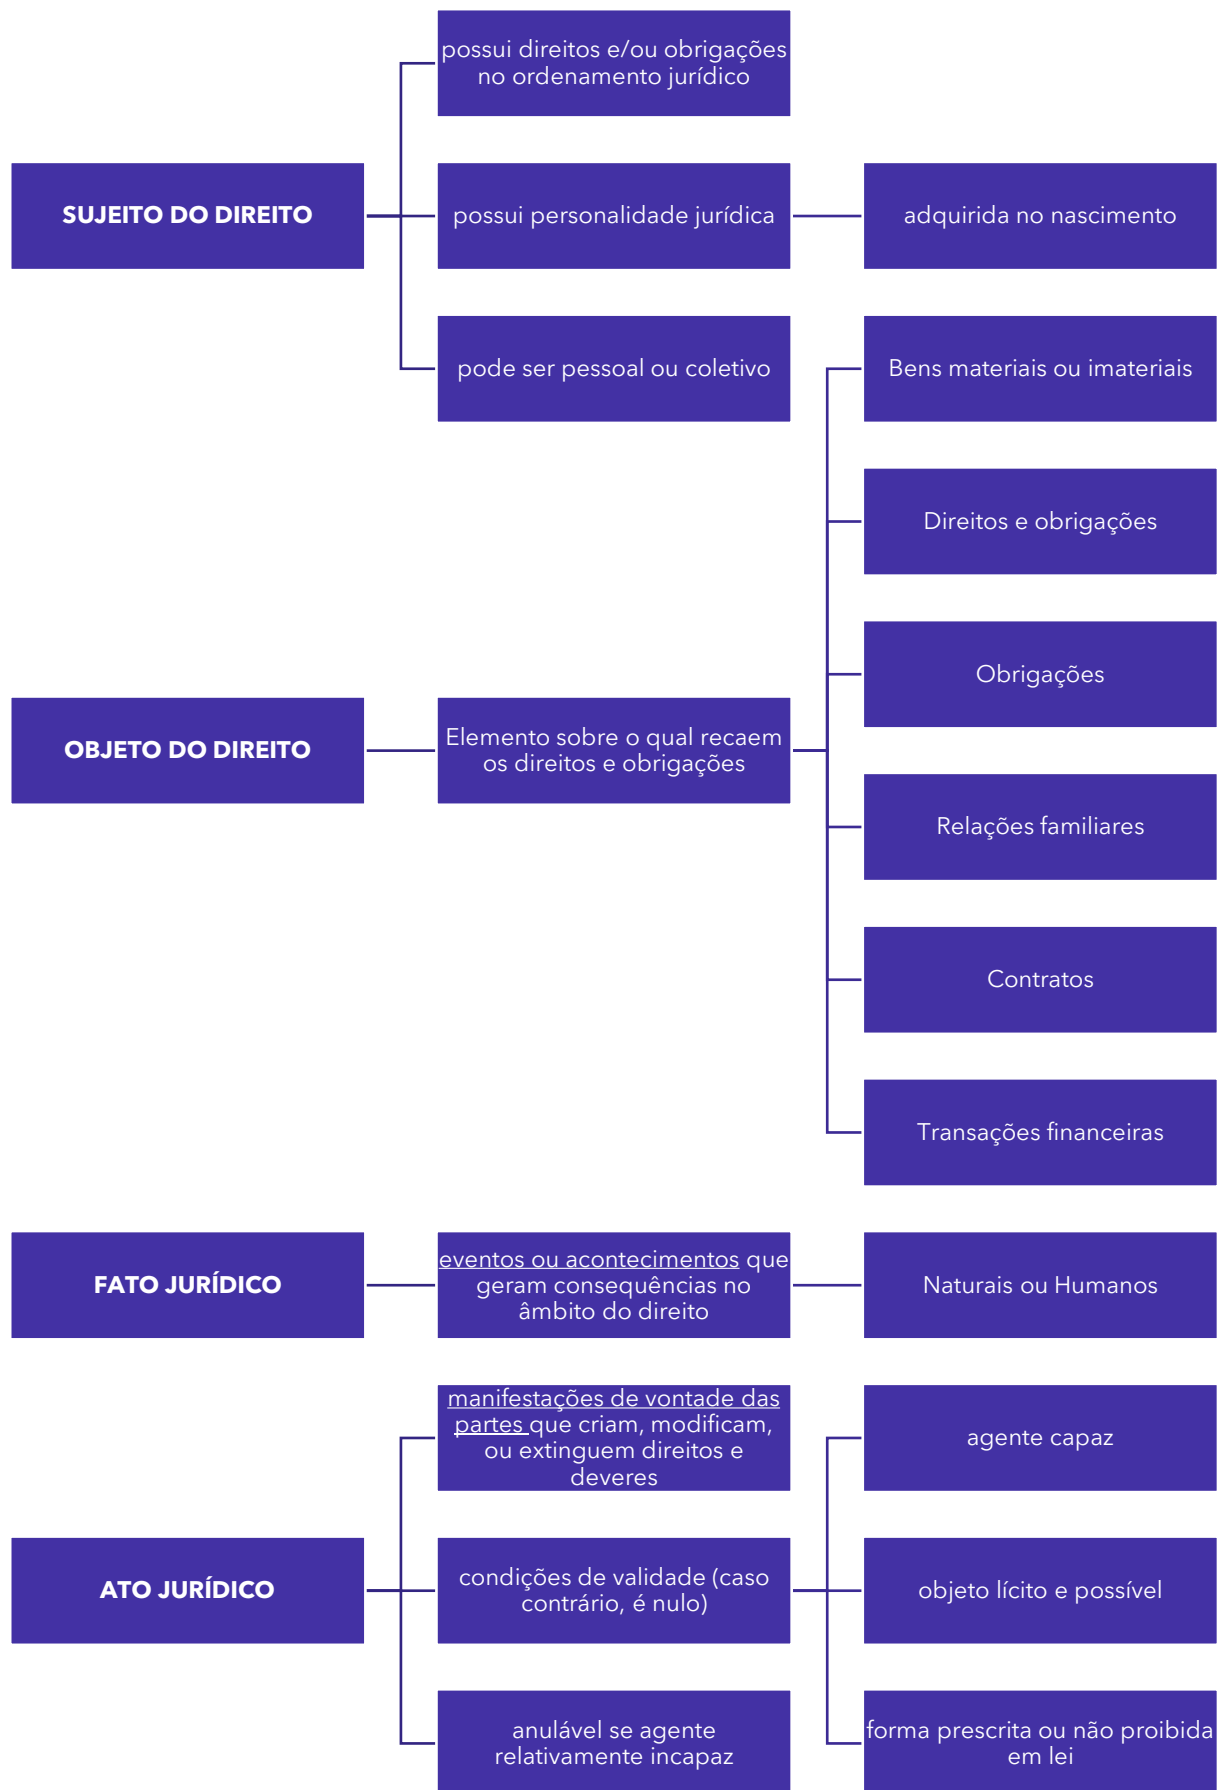 SUJEITO DO DIREITO
possui direitos e/ou obrigações
no ordenamento jurídico
possui personalidade jurídica
adquirida no nascimento
pode ser pessoal ou coletivo
OBJETO DO DIREITO
Elemento sobre o qual recaem
os direitos e obrigações
Bens materiais ou imateriais
Direitos e obrigações
Obrigações
Relações familiares
Contratos
Transações financeiras
FATO JURÍDICO
eventos ou acontecimentos que
geram consequências no
âmbito do direito
Naturais ou Humanos
ATO JURÍDICO
manifestações de vontade das
partes que criam, modificam,
ou extinguem direitos e
deveres
condições de validade (caso
contrário, é nulo)
agente capaz
objeto lícito e possível
forma prescrita ou não proibida
em lei
anulável se agente
relativamente incapaz